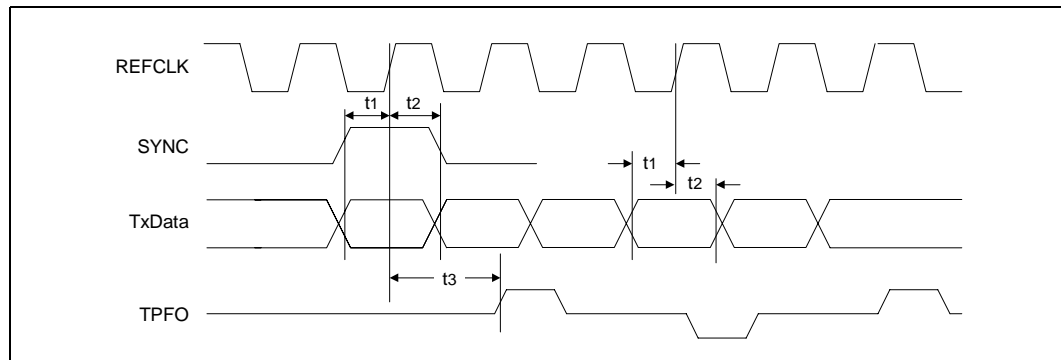 REFCLK
t1 t2
SYNC
t1
t2
TxData
t3
TPFO